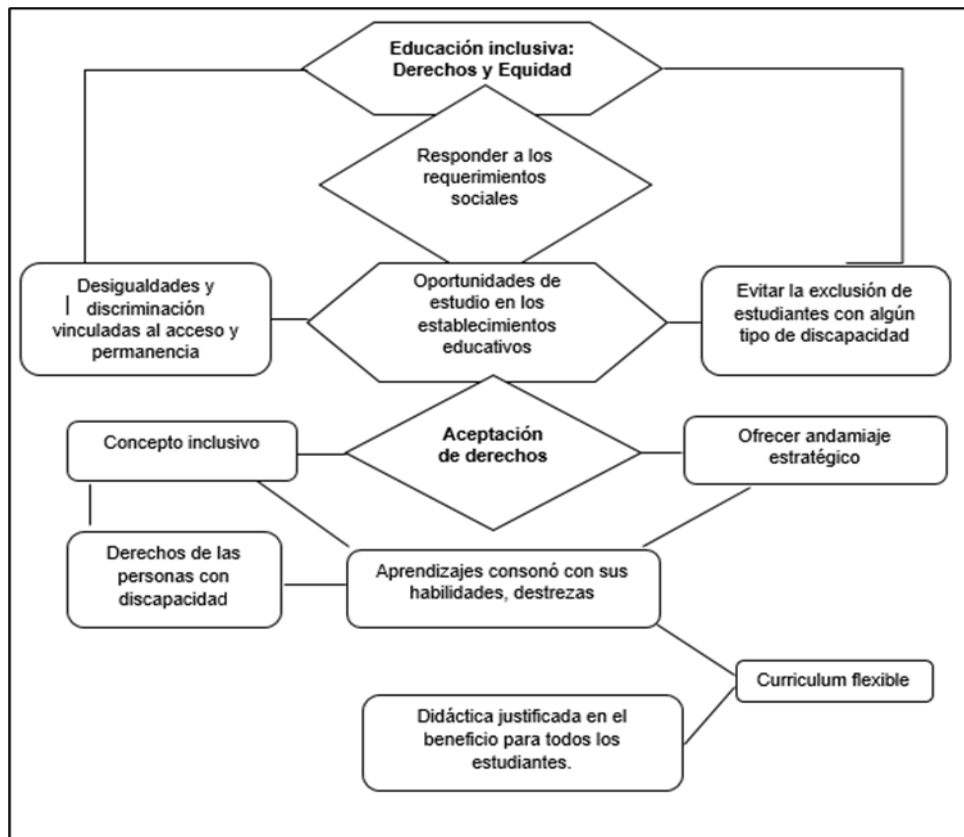 Educación inclusiva:
Derechos y Equidad
Responder a los
requerimientos
sociales
Desigualdades y
discriminación
vinculadas al acceso y
permanencia
Oportunidades de
estudio en los
establecimientos
educativos
Evitar la exclusión de
estudiantes con algún
tipo de discapacidad
Concepto inclusivo
Aceptación
de derechos
Ofrecer andamiaje
estratégico
Derechos de las
personas con
discapacidad
Aprendizajes consonó con sus
habilidades, destrezas
Curriculum flexible
Didáctica justificada en el
beneficio para todos los
estudiantes.